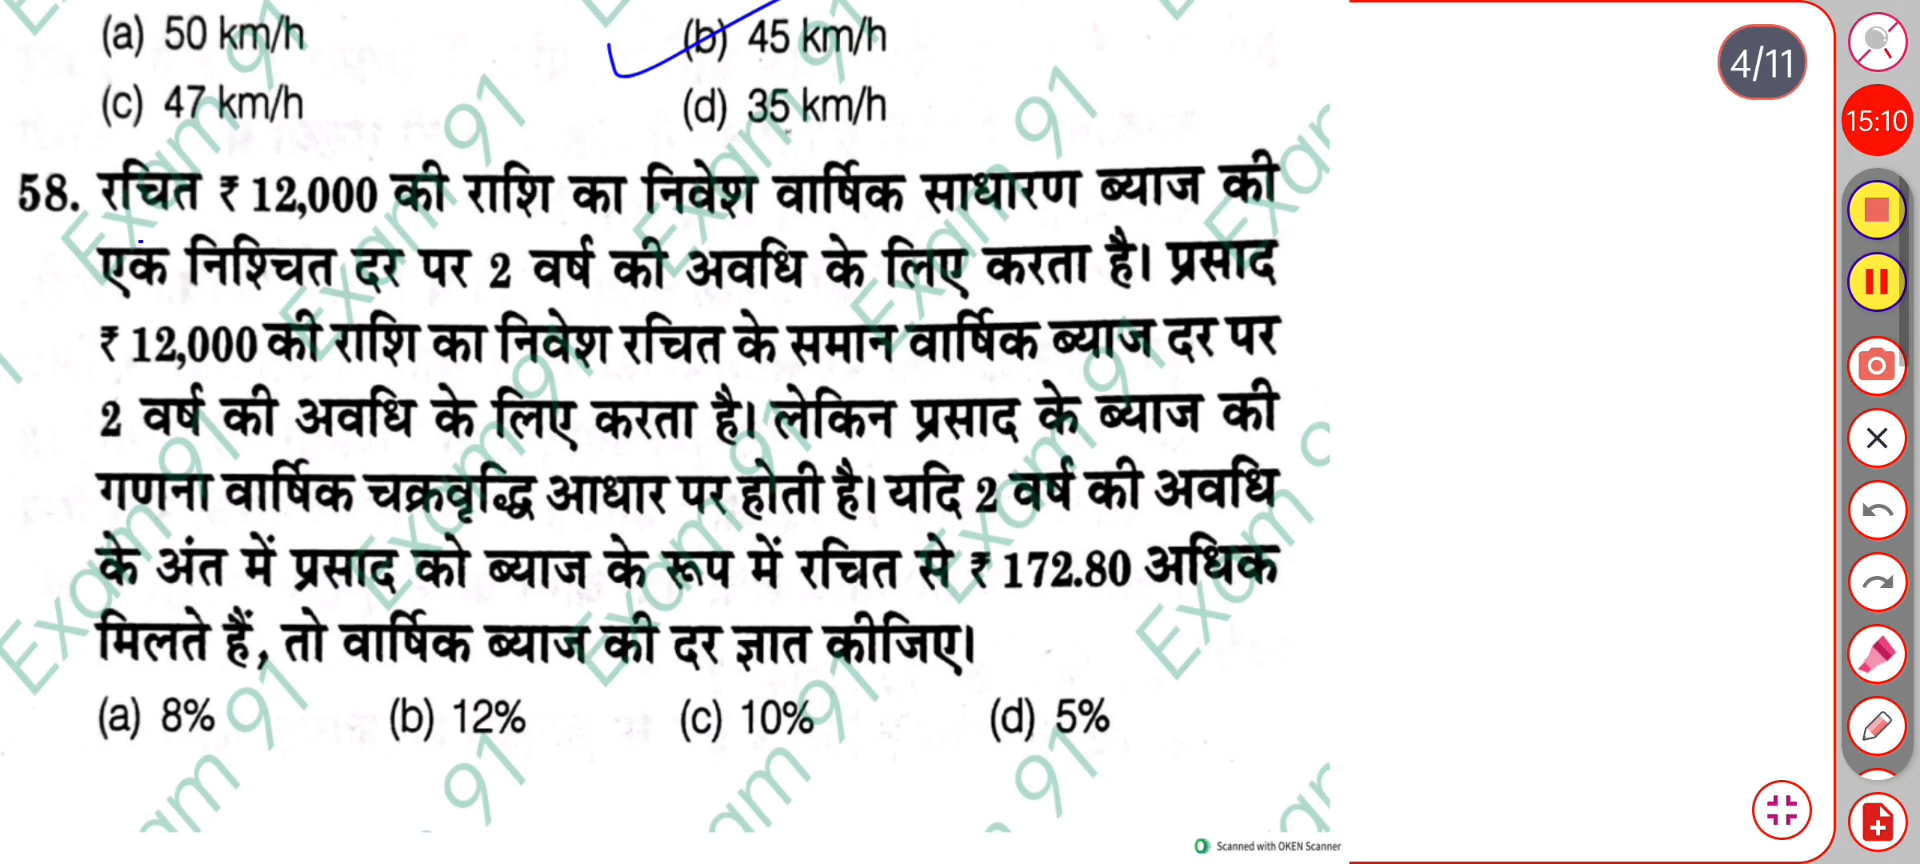 (a) 50 km/h (b) 45 km/h
(c) 47 km/h (d) 35 km/h
58. रचित ₹ 12,000 की राशि का निवेश वार्षिक साधारण ब्याज की
एक निश्चित दर पर 2 वर्ष की अवधि के लिए करता है। प्रसाद
₹ 12,000 की राशि का निवेश रचित के समान वार्षिक ब्याज दर पर
2 वर्ष की अवधि के लिए करता है। लेकिन प्रसाद के ब्याज की
गणना वार्षिक चक्रवृद्धि आधार पर होती है। यदि 2 वर्ष की अवधि
के अंत में प्रसाद को ब्याज के रूप में रचित से ₹ 172.80 अधिक
मिलते हैं, तो वार्षिक ब्याज की दर ज्ञात कीजिए।
(a) 8% (b) 12% (c) 10% (d) 5%
Scanned with OKEN Scanner
4/11
15:10
Exam 91